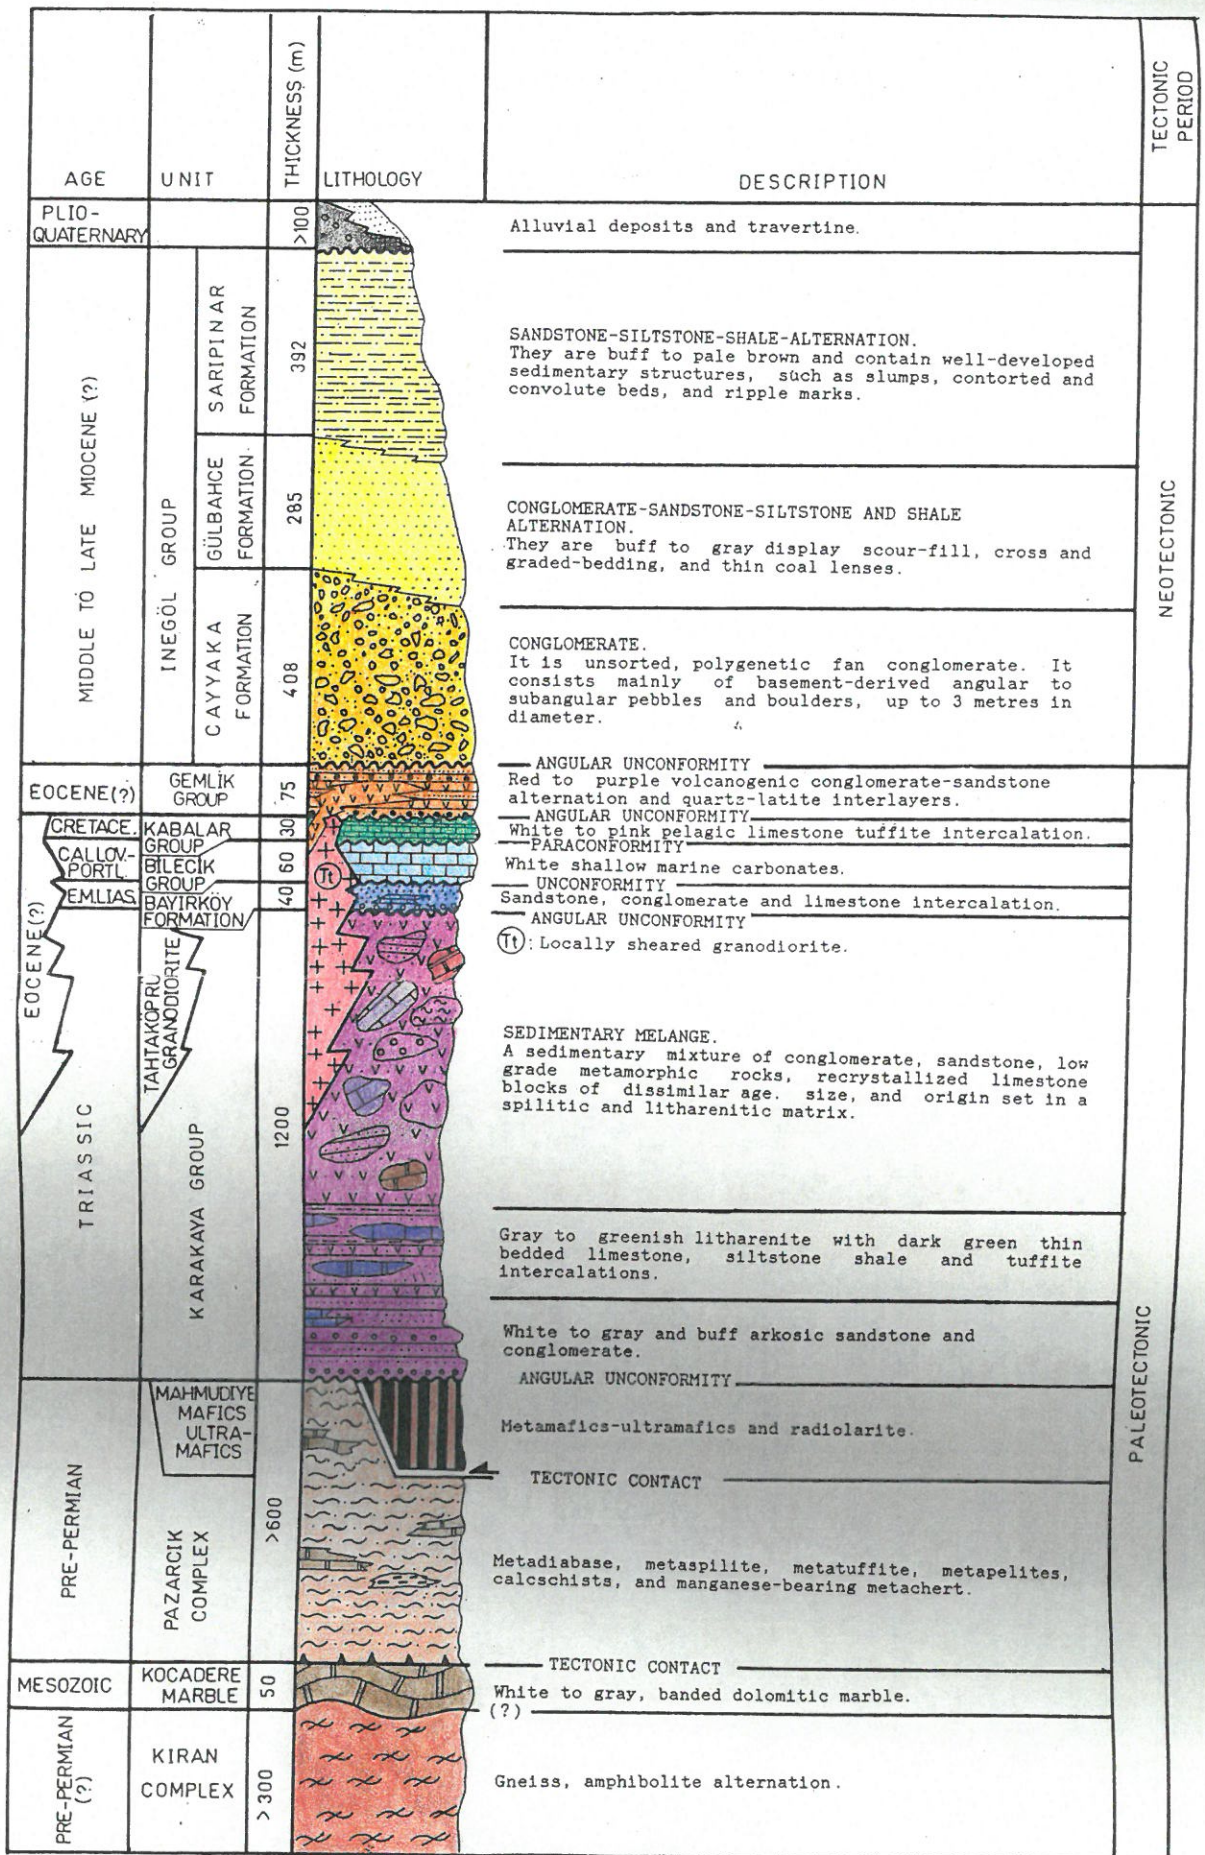 AGE
UNIT
THICKNESS (m)
LITHOLOGY
DESCRIPTION
TECTONIC
PERIOD
PLIO-
QUATERNARY
>100
Alluvial deposits and travertine.
MIDDLE TO LATE MIOCENE (?)
INEGÖL GROUP
SARIPINAR
FORMATION
392
SANDSTONE-SILTSTONE-SHALE-ALTERNATION.
They are buff to pale brown and contain well-developed
sedimentary structures, such as slumps, contorted and
convolute beds, and ripple marks.
NEOTECTONIC
GÜLBAHCE
FORMATION
285
CONGLOMERATE-SANDSTONE-SILTSTONE AND SHALE
ALTERNATION.
They are buff to gray display scour-fill, cross and
graded-bedding, and thin coal lenses.
CAYYAKA
FORMATION
408
CONGLOMERATE.
It is unsorted, polygenetic fan conglomerate. It
consists mainly of basement-derived angular to
subangular pebbles and boulders, up to 3 metres in
diameter.
ANGULAR UNCONFORMITY
EOCENE(?)
GEMLİK
GROUP
75
Red to purple volcanogenic conglomerate-sandstone
alternation and quartz-latite interlayers.
ANGULAR UNCONFORMITY
CRETACE.
KABALAR
GROUP
30
White to pink pelagic limestone tuffite intercalation.
PARACONFORMITY
CALLOV.-
PORTL.
BİLECİK
GROUP
60
White shallow marine carbonates.
UNCONFORMITY
E.M.LIAS.
BAYIRKÖY
FORMATION
40
Sandstone, conglomerate and limestone intercalation.
ANGULAR UNCONFORMITY
Tt
Tt : Locally sheared granodiorite.
EOCENE(?)
TAHTAKÖPRÜ
GRANODIORITE
TRIASSIC
KARAKAYA GROUP
1200
SEDIMENTARY MELANGE.
A sedimentary mixture of conglomerate, sandstone, low
grade metamorphic rocks, recrystallized limestone
blocks of dissimilar age. size, and origin set in a
spilitic and litharenitic matrix.
Gray to greenish litharenite with dark green thin
bedded limestone, siltstone shale and tuffite
intercalations.
White to gray and buff arkosic sandstone and
conglomerate.
ANGULAR UNCONFORMITY
PALEOTECTONIC
PRE-PERMIAN
MAHMUDIYE
MAFICS
ULTRA-
MAFICS
Metamafics-ultramafics and radiolarite.
TECTONIC CONTACT
PAZARCIK
COMPLEX
>600
Metadiabase, metaspilite, metatuffite, metapelites,
calcschists, and manganese-bearing metachert.
TECTONIC CONTACT
MESOZOIC
KOCADERE
MARBLE
50
White to gray, banded dolomitic marble.
(?)
PRE-PERMIAN
(?)
KIRAN
COMPLEX
>300
Gneiss, amphibolite alternation.